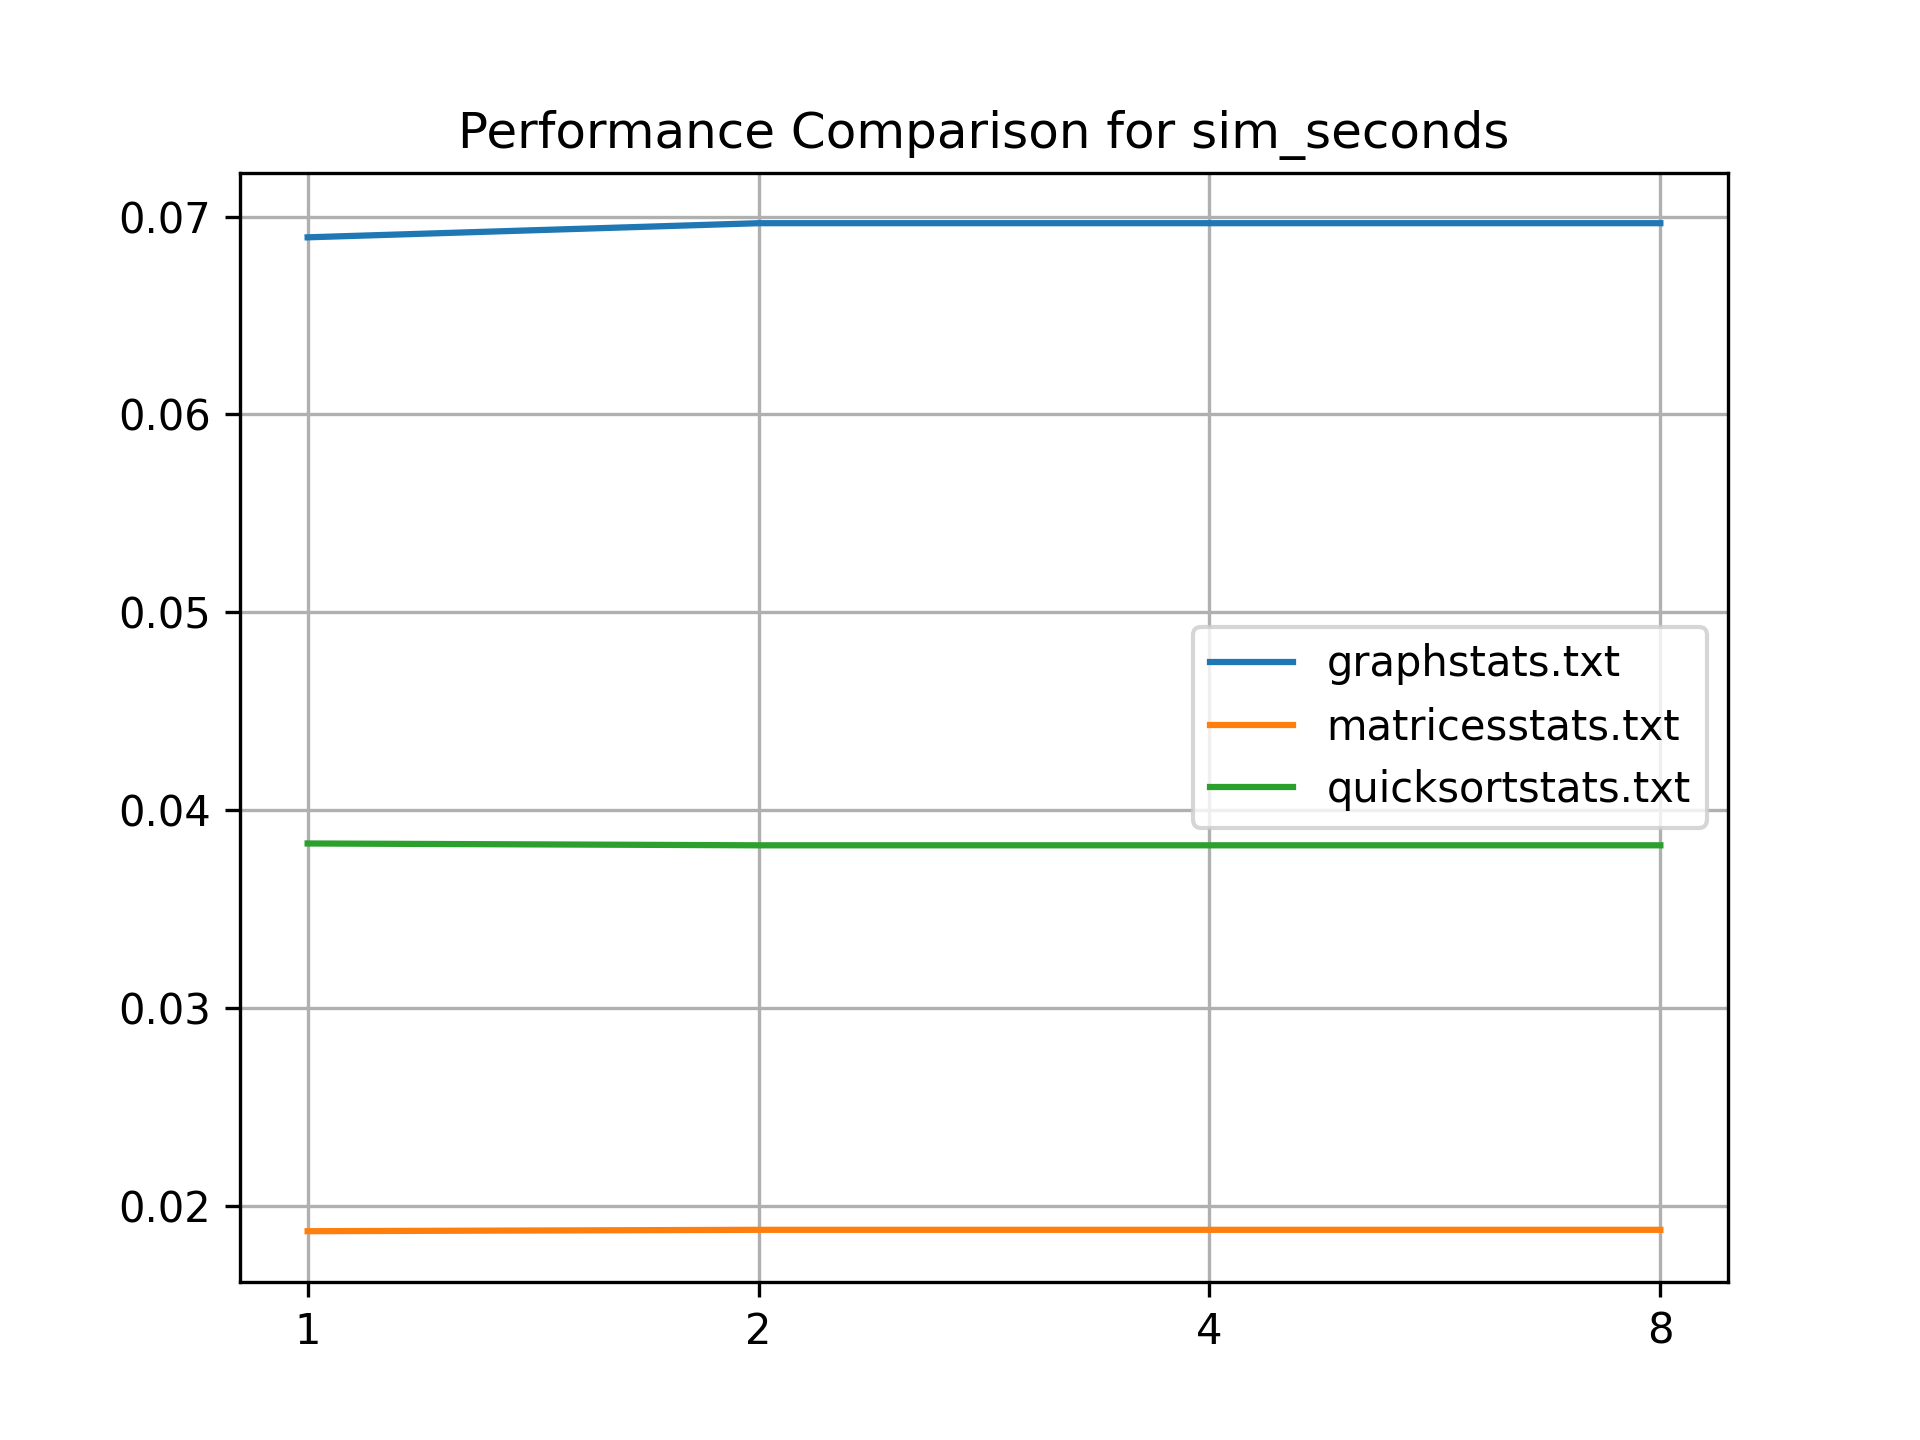 Performance Comparison for sim_seconds
0.07
0.06
0.05
0.04
0.03
0.02
graphstats.txt
matricesstats.txt
quicksortstats.txt
1 2 4 8